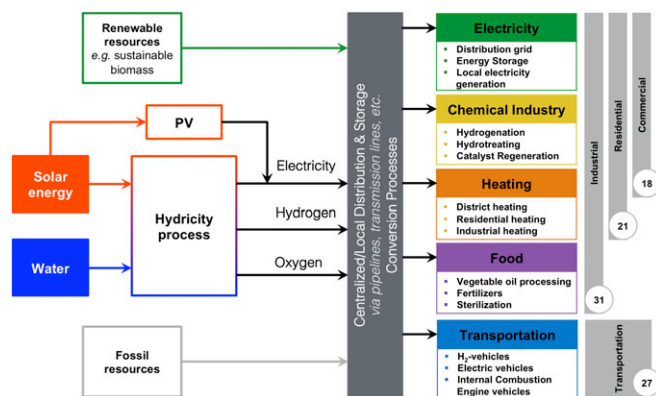 Renewable
resources
e.g. sustainable
biomass
PV
Solar
energy
Water
Hydricity
process
Electricity
Hydrogen
Oxygen
Fossil
resources
Centralized/Local Distribution & Storage
via pipelines, transmission lines, etc.
Conversion Processes
Electricity
▪ Distribution grid
▪ Energy Storage
▪ Local electricity
generation
Chemical Industry
▪ Hydrogenation
▪ Hydrotreating
▪ Catalyst Regeneration
Heating
▪ District heating
▪ Residential heating
▪ Industrial heating
Food
▪ Vegetable oil processing
▪ Fertilizers
▪ Sterilization
Transportation
▪ H₂-vehicles
▪ Electric vehicles
▪ Internal Combustion
Engine vehicles
Industrial
31
Residential
21
Commercial
18
Transportation
27